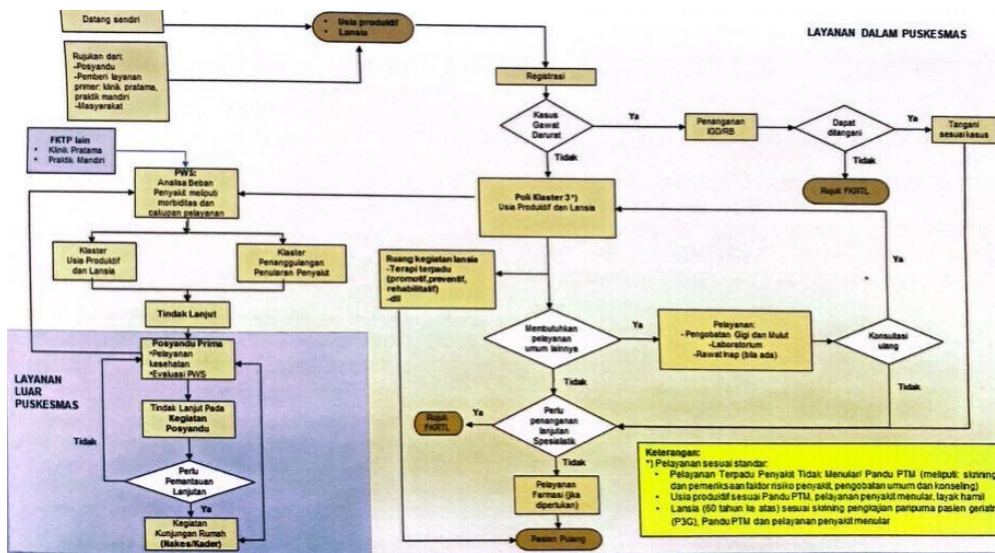 Datang sendiri
• Usia produktif
• Lansia
LAYANAN DALAM PUSKESMAS
Rujukan dari:
-Posyandu
-Pemberi layanan
primer: klinik pratama,
praktik mandiri
-Masyarakat
Registrasi
Kasus
Gawat
Darurat
Ya
Penanganan
IGD/RB
Dapat
ditangani
Ya
Tangani
sesuai kasus
Tidak
Tidak
Rujuk FKRTL
FKTP lain
• Klinik Pratama
• Praktik Mandiri
PWS:
Analisa Beban
Penyakit meliputi
morbiditas dan
cakupan pelayanan
Poli Klaster 3*)
Usia Produktif dan Lansia
Klaster
Usia Produktif
dan Lansia
Klaster
Penanggulangan
Penularan Penyakit
Ruang kegiatan lansia
-Terapi terpadu
(promotif,preventif,
rehabilitatif)
-dll
Ya
Tindak Lanjut
Membutuhkan
pelayanan
umum lainnya
Ya
Pelayanan:
- Pengobatan Gigi dan Mulut
- Laboratorium
- Rawat Inap (bila ada)
Konsultasi
ulang
Tidak
Tidak
LAYANAN
LUAR
PUSKESMAS
Posyandu Prima
•Pelayanan
kesehatan
•Evaluasi PWS
Tindak Lanjut Pada
Kegiatan
Posyandu
Tidak
Perlu
Pemantauan
Lanjutan
Ya
Kegiatan
Kunjungan Rumah
(Nakes/Kader)
Rujuk
FKRTL
Ya
Perlu
penanganan
lanjutan
Spesialistik
Tidak
Pelayanan
Farmasi (jika
diperlukan)
Pasien Pulang
Keterangan:
*) Pelayanan sesuai standar:
• Pelayanan Terpadu Penyakit Tidak Menular/ Pandu PTM (meliputi: skrining
dan pemeriksaan faktor risiko penyakit, pengobatan umum dan konseling)
• Usia produktif sesuai Pandu PTM, pelayanan penyakit menular, layak hamil
• Lansia (60 tahun ke atas) sesuai skrining pengkajian paripurna pasien geriatri
(P3G), Pandu PTM dan pelayanan penyakit menular